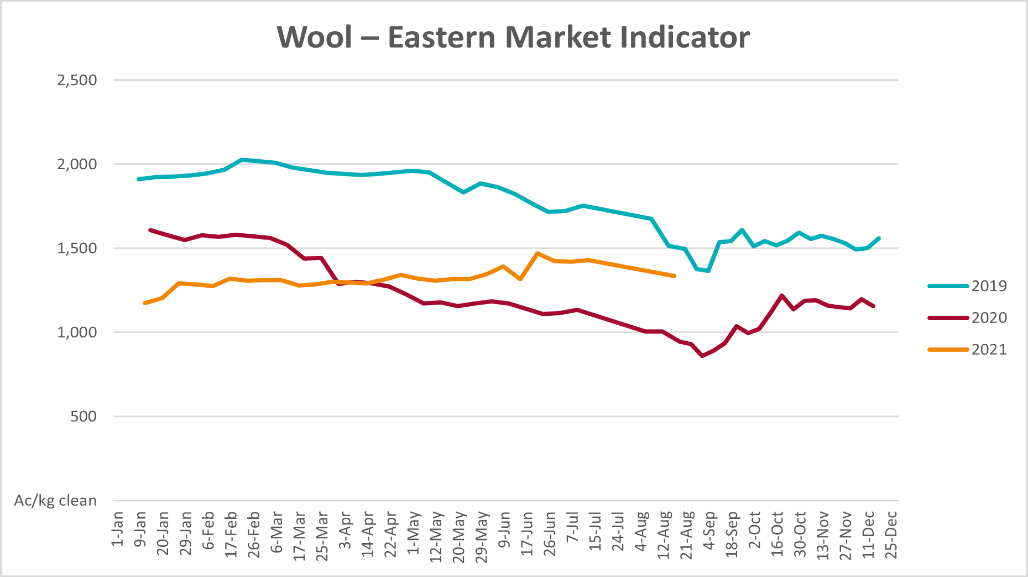 Wool – Eastern Market Indicator
2,500
2,000
1,500
1,000
500
Ac/kg clean
1-Jan
9-Jan
20-Jan
29-Jan
6-Feb
17-Feb
26-Feb
6-Mar
17-Mar
25-Mar
3-Apr
14-Apr
22-Apr
1-May
12-May
20-May
29-May
9-Jun
17-Jun
26-Jun
7-Jul
15-Jul
24-Jul
4-Aug
12-Aug
21-Aug
4-Sep
18-Sep
2-Oct
16-Oct
30-Oct
13-Nov
27-Nov
11-Dec
25-Dec
2019
2020
2021